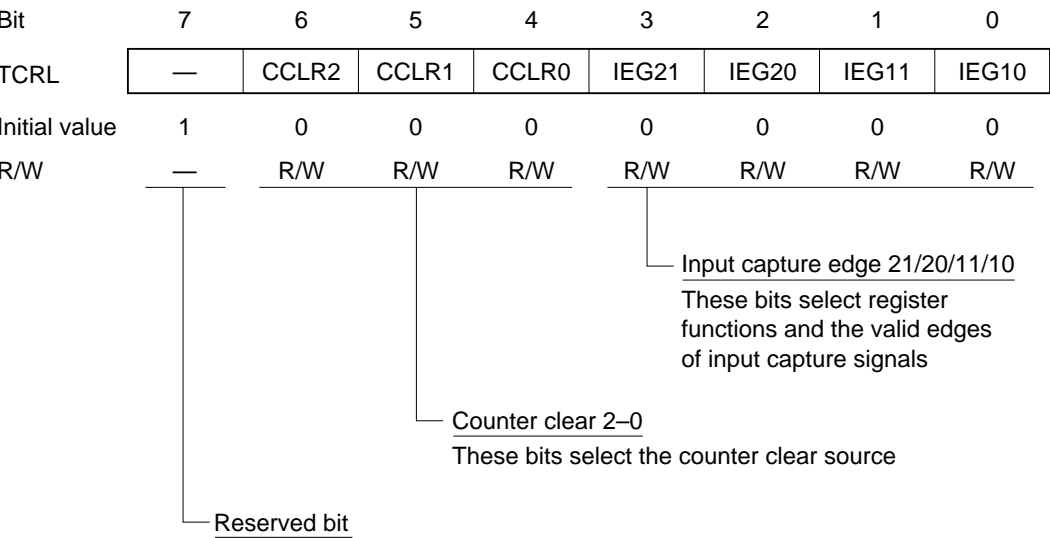 Bit 7 6 5 4 3 2 1 0
TCRL — CCLR2 CCLR1 CCLR0 IEG21 IEG20 IEG11 IEG10
Initial value 1 0 0 0 0 0 0 0
R/W — R/W R/W R/W R/W R/W R/W R/W
Input capture edge 21/20/11/10
These bits select register
functions and the valid edges
of input capture signals
Counter clear 2–0
These bits select the counter clear source
Reserved bit